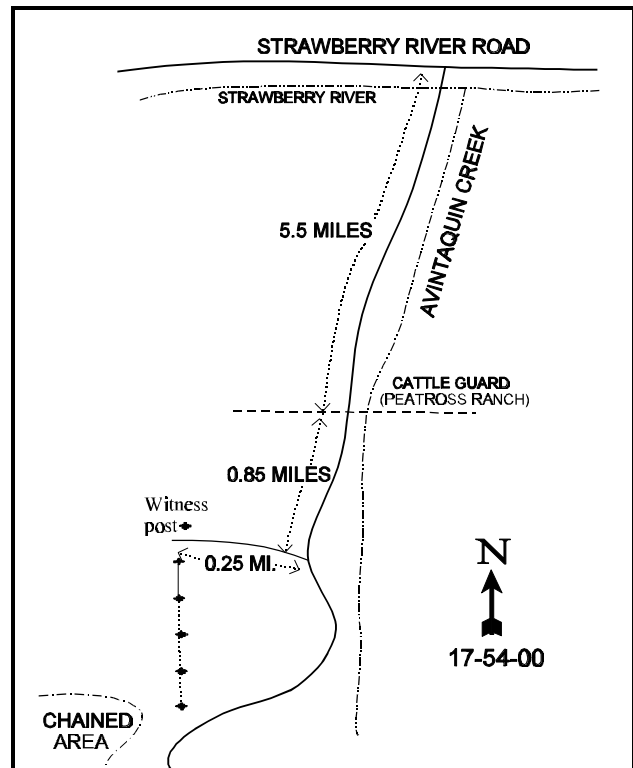 STRAWBERRY RIVER ROAD
STRAWBERRY RIVER
AVINTAQUIN CREEK
5.5 MILES
CATTLE GUARD
(PEATROSS RANCH)
0.85 MILES
Witness
post
0.25 MI.
N
17-54-00
CHAINED
AREA